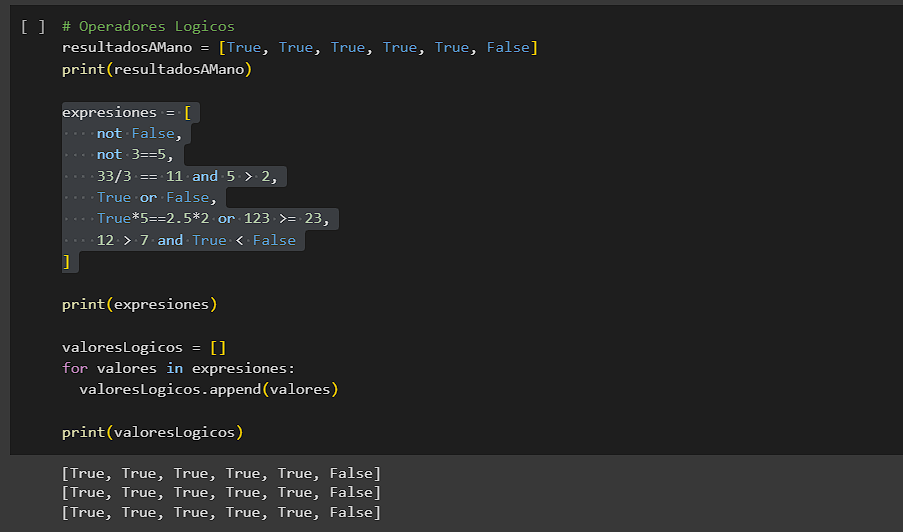 [ ] # Operadores Logicos
resultadosAMano = [True, True, True, True, True, False]
print(resultadosAMano)
expresiones = [
    not False,
    not 3==5,
    33/3 == 11 and 5 > 2,
    True or False,
    True*5==2.5*2 or 123 >= 23,
    12 > 7 and True < False
]
print(expresiones)
valoresLogicos = []
for valores in expresiones:
  valoresLogicos.append(valores)
print(valoresLogicos)
[True, True, True, True, True, False]
[True, True, True, True, True, False]
[True, True, True, True, True, False]